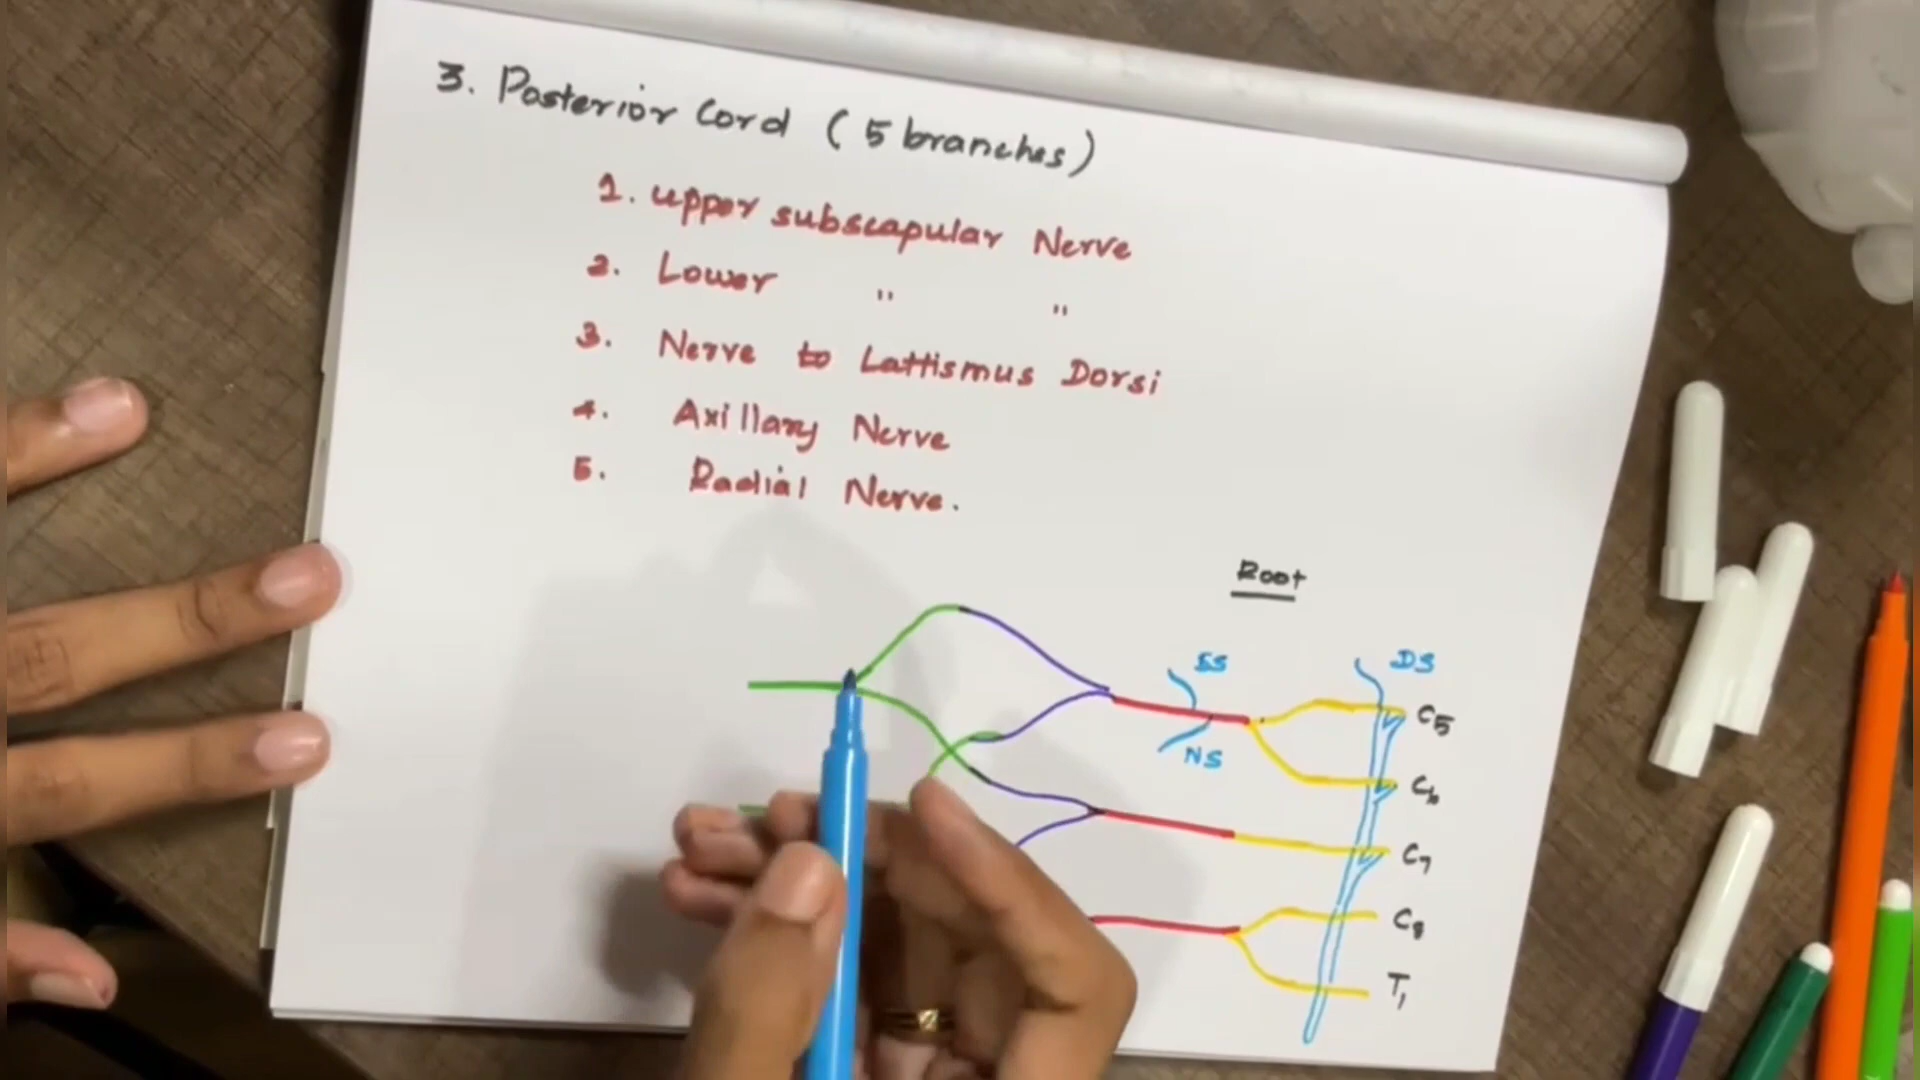 3. Posterior Cord (5 branches)
1. upper subscapular Nerve
2. Lower " "
3. Nerve to Lattismus Dorsi
4. Axillary Nerve
5. Radial Nerve.
Root
SS
DS
C5
NS
C6
C7
C8
T1